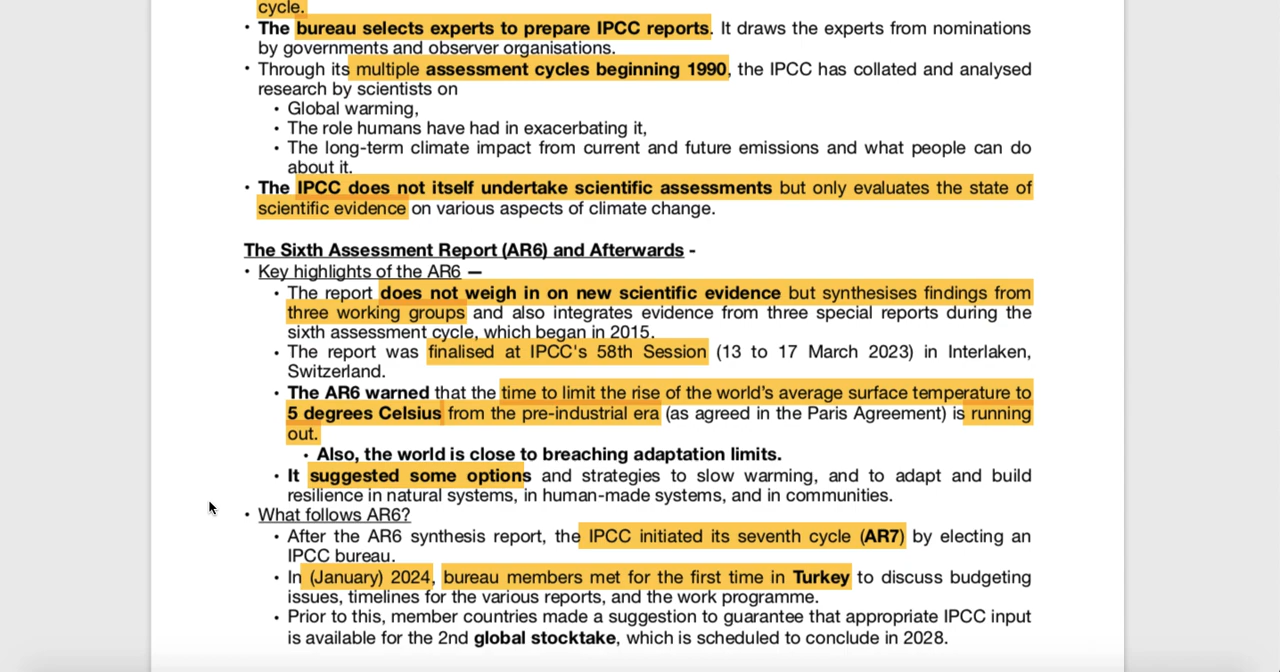 cycle.
• The bureau selects experts to prepare IPCC reports. It draws the experts from nominations
by governments and observer organisations.
• Through its multiple assessment cycles beginning 1990, the IPCC has collated and analysed
research by scientists on
• Global warming,
• The role humans have had in exacerbating it,
• The long-term climate impact from current and future emissions and what people can do
about it.
• The IPCC does not itself undertake scientific assessments but only evaluates the state of
scientific evidence on various aspects of climate change.
The Sixth Assessment Report (AR6) and Afterwards -
• Key highlights of the AR6 —
• The report does not weigh in on new scientific evidence but synthesises findings from
three working groups and also integrates evidence from three special reports during the
sixth assessment cycle, which began in 2015.
• The report was finalised at IPCC's 58th Session (13 to 17 March 2023) in Interlaken,
Switzerland.
• The AR6 warned that the time to limit the rise of the world’s average surface temperature to
5 degrees Celsius from the pre-industrial era (as agreed in the Paris Agreement) is running
out.
• Also, the world is close to breaching adaptation limits.
• It suggested some options and strategies to slow warming, and to adapt and build
resilience in natural systems, in human-made systems, and in communities.
• What follows AR6?
• After the AR6 synthesis report, the IPCC initiated its seventh cycle (AR7) by electing an
IPCC bureau.
• In (January) 2024, bureau members met for the first time in Turkey to discuss budgeting
issues, timelines for the various reports, and the work programme.
• Prior to this, member countries made a suggestion to guarantee that appropriate IPCC input
is available for the 2nd global stocktake, which is scheduled to conclude in 2028.